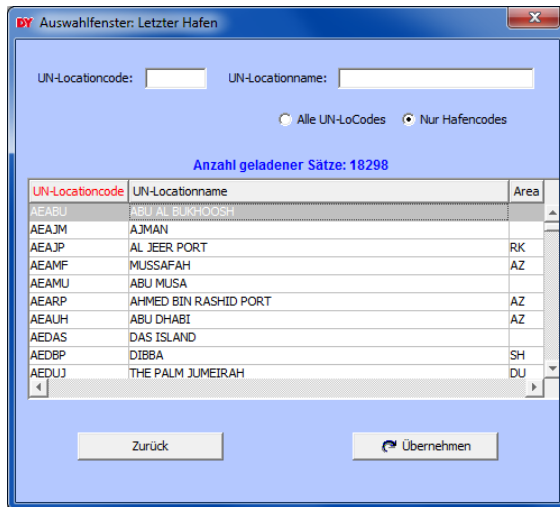 DY Auswahlfenster: Letzter Hafen
UN-Locationcode: UN-Locationname:
Alle UN-LoCodes Nur Hafencodes
Anzahl geladener Sätze: 18298
UN-Locationcode UN-Locationname Area
AEABU ABU AL BUKHOOSH
AEAJM AJMAN
AEAJP AL JEER PORT RK
AEAMF MUSSAFAH AZ
AEAMU ABU MUSA
AEARP AHMED BIN RASHID PORT AZ
AEAUH ABU DHABI AZ
AEDAS DAS ISLAND
AEDBP DIBBA SH
AEDUJ THE PALM JUMEIRAH DU
Zurück Übernehmen